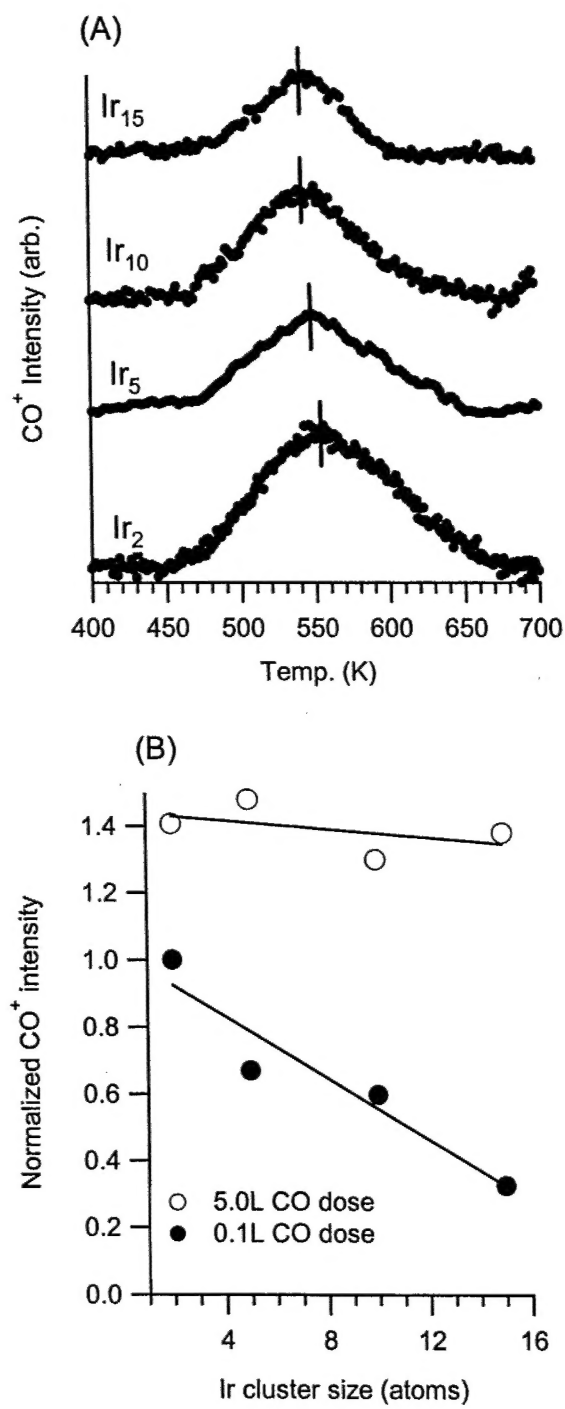 (A)
Ir15
Ir10
Ir5
Ir2
CO+ Intensity (arb.)
400 450 500 550 600 650 700
Temp. (K)
(B)
1.4
1.2
1.0
0.8
0.6
0.4
0.2
0.0
Normalized CO+ intensity
5.0L CO dose
0.1L CO dose
4 8 12 16
Ir cluster size (atoms)